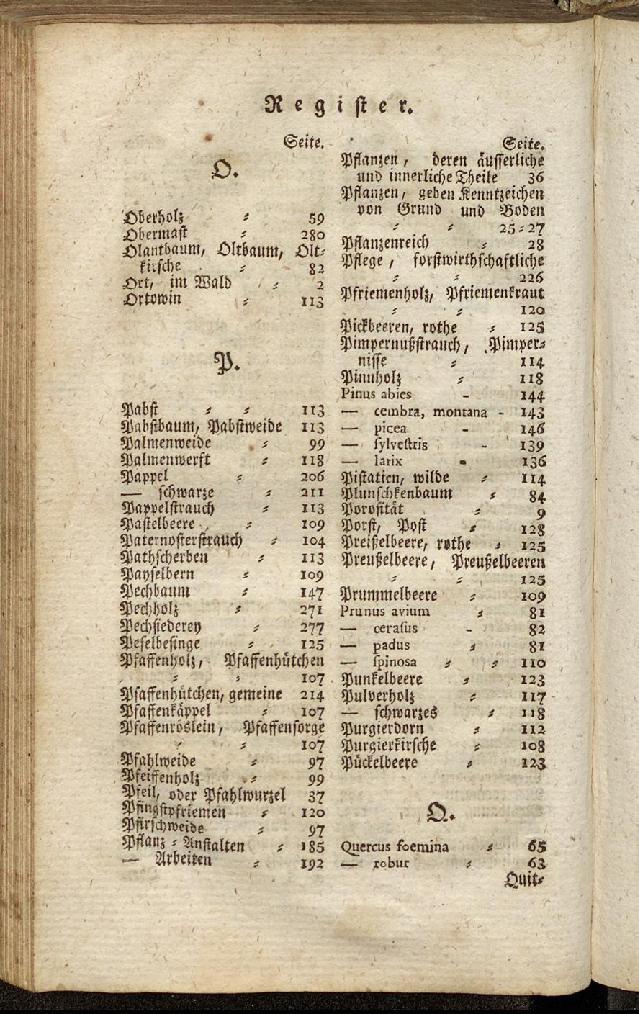 Register.
Seite.
O.
Oberholz = 59
Obermast = 280
Olantbaum, Oltbaum, Olt-
kirsche = 82
Ort, im Wald = 2
Ortowin = 113
P.
Pabst = = 113
Pabstbaum, Pabstweide 113
Palmenweide = 99
Palmenwerft = 118
Pappel = 206
— schwarze = 211
Pappelstrauch = 113
Pastelbeere = 109
Paternosterstrauch = 104
Pathscherben = 113
Payselbern = 109
Pechbaum = 147
Pechholz = 271
Pechsiederey = 277
Peselbesinge = 125
Pfaffenholz, Pfaffenhütchen
= = 107
Pfaffenhütchen, gemeine 214
Pfaffenkäppel = 107
Pfaffenröslein, Pfaffensorge
= = 107
Pfahlweide = 97
Pfeiffenholz = 99
Pfeil, oder Pfahlwurzel 37
Pfingstpfriemen = 120
Pfirschweide = 97
Pflanz = Anstalten = 185
— Arbeiten = 192
Seite.
Pflanzen, deren äusserliche
und innerliche Theile 36
Pflanzen, geben Kenntzeichen
von Grund und Boden
= = 25-27
Pflanzenreich = 28
Pflege, forstwirthschaftliche
= = 226
Pfriemenholz, Pfriemenkraut
= = 120
Pickbeeren, rothe = 125
Pimpernußstrauch, Pimper-
nisse = 114
Pinnholz = 118
Pinus abies - 144
— cembra, montana - 143
— picea - 146
— sylvestris - 139
— larix - 136
Pistatien, wilde = 114
Plunschkenbaum = 84
Porosität = 9
Porst, Post = 128
Preißelbeere, rothe = 125
Preußelbeere, Preußelbeeren
= = 125
Prummelbeere = 109
Prunus avium = 81
— cerasus - 82
— padus = 81
— spinosa = = 110
Punkelbeere = 123
Pulverholz = 117
— schwarzes = 118
Purgierdorn = 112
Purgierkirsche = 108
Pückelbeere = 123
Q.
Quercus foemina = 65
— robur = 63
Quit-